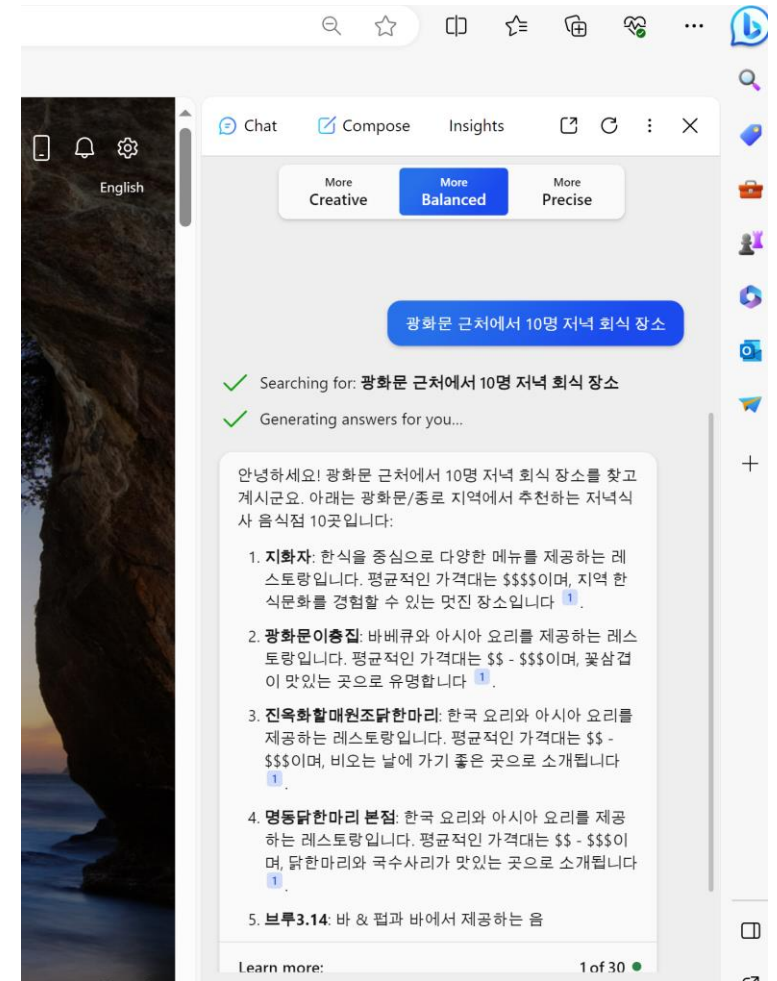 Chat
Compose
Insights
English
More
Creative
More
Balanced
More
Precise
광화문 근처에서 10명 저녁 회식 장소
Searching for: 광화문 근처에서 10명 저녁 회식 장소
Generating answers for you...
안녕하세요! 광화문 근처에서 10명 저녁 회식 장소를 찾고
계시군요. 아래는 광화문/종로 지역에서 추천하는 저녁식
사 음식점 10곳입니다:
1. 지화자: 한식을 중심으로 다양한 메뉴를 제공하는 레
스토랑입니다. 평균적인 가격대는 $$$$이며, 지역 한
식문화를 경험할 수 있는 멋진 장소입니다 1.
2. 광화문이층집: 바베큐와 아시아 요리를 제공하는 레스
토랑입니다. 평균적인 가격대는 $$ - $$$이며, 꽃삼겹
이 맛있는 곳으로 유명합니다 1.
3. 진옥화할매원조닭한마리: 한국 요리와 아시아 요리를
제공하는 레스토랑입니다. 평균적인 가격대는 $$ -
$$$이며, 비오는 날에 가기 좋은 곳으로 소개됩니다
1.
4. 명동닭한마리 본점: 한국 요리와 아시아 요리를 제공
하는 레스토랑입니다. 평균적인 가격대는 $$ - $$$이
며, 닭한마리와 국수사리가 맛있는 곳으로 소개됩니다
1.
5. 브루3.14: 바 & 펍과 바에서 제공하는 음
Learn more:
1 of 30